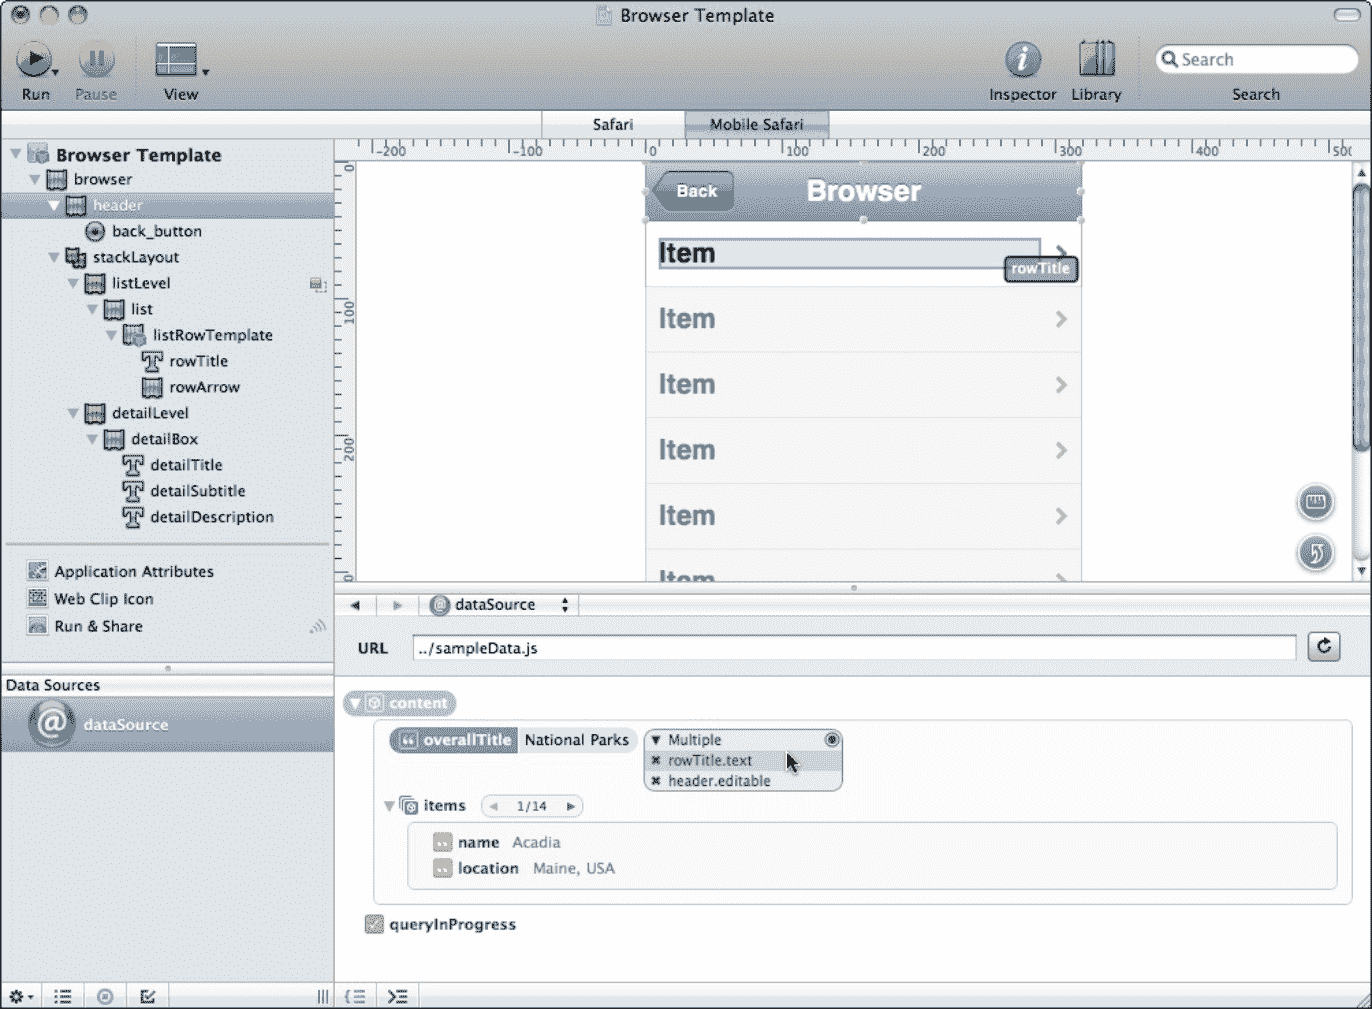 Browser Template
Run
Pause
View
Inspector
Library
Search
Search
Safari
Mobile Safari
Browser Template
browser
header
back_button
stackLayout
listLevel
list
listRowTemplate
rowTitle
rowArrow
detailLevel
detailBox
detailTitle
detailSubtitle
detailDescription
Application Attributes
Web Clip Icon
Run & Share
Data Sources
dataSource
-200 -100 0 100 200 300 400 500
0
100
200
Back
Browser
Item
rowTitle
Item
Item
Item
Item
Item
dataSource
URL ../sampleData.js
content
overallTitle National Parks
Multiple
rowTitle.text
header.editable
items 1/14
name Acadia
location Maine, USA
queryInProgress